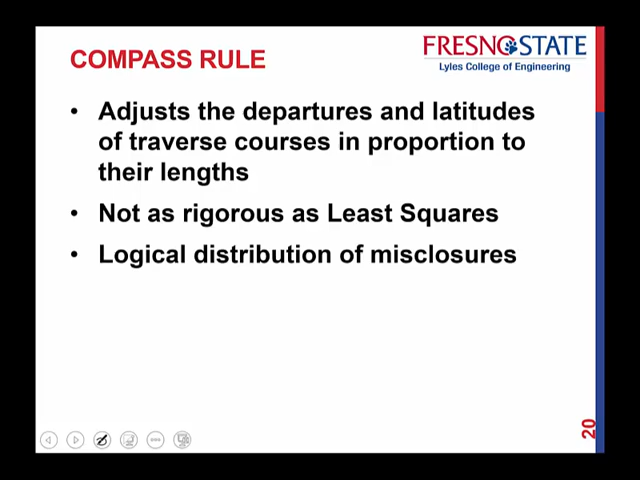 COMPASS RULE
FRESNO STATE
Lyles College of Engineering
• Adjusts the departures and latitudes
of traverse courses in proportion to
their lengths
• Not as rigorous as Least Squares
• Logical distribution of misclosures
20